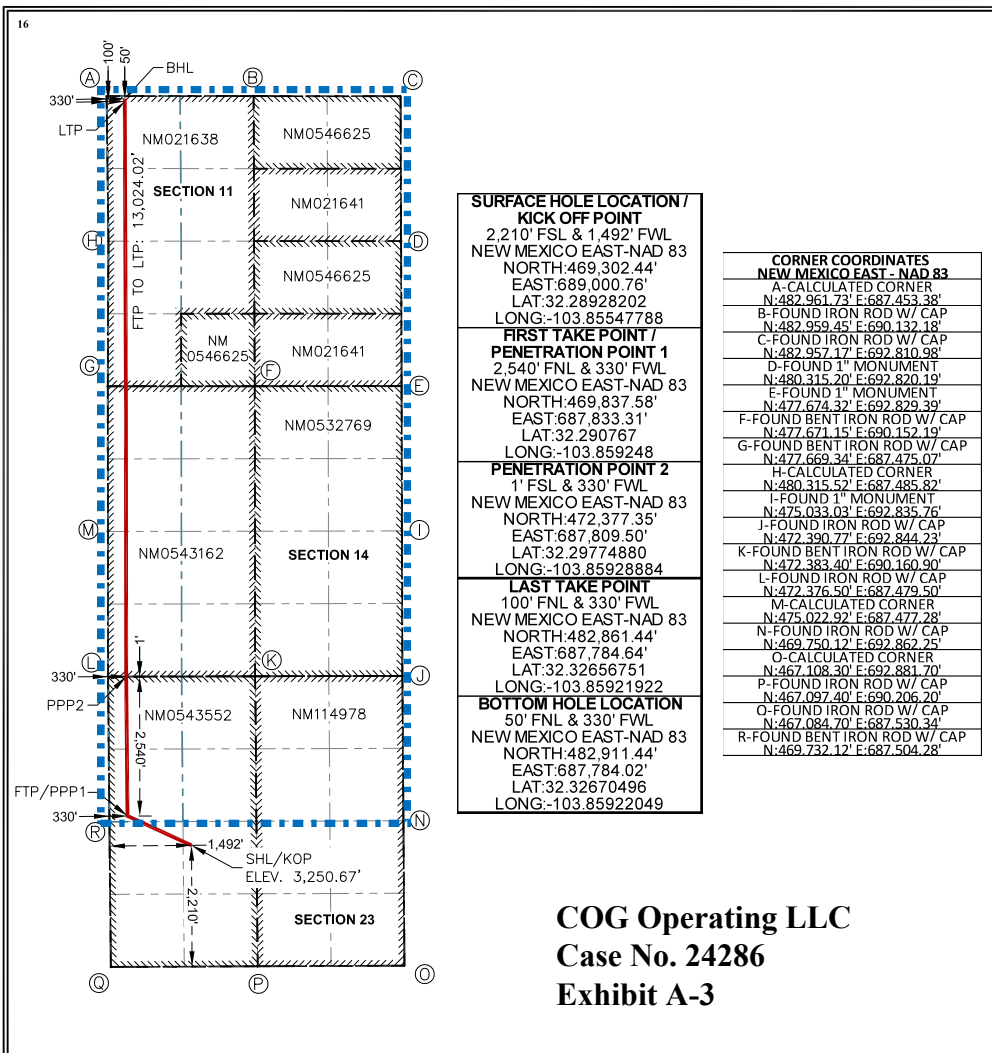 16
100'
50'
A
BHL
B
C
330'
LTP
NM021638
NM0546625
SECTION 11
NM021641
FTP TO LTP: 13,024.02'
H
D
NM0546625
NM
0546625
NM021641
G
F
E
NM0532769
M
I
NM0543162
SECTION 14
1'
L
K
J
330'
PPP2
NM0543552
NM114978
2,540'
FTP/PPP1
330'
R
N
1,492'
SHL/KOP
ELEV. 3,250.67'
2,210'
SECTION 23
Q
P
O
SURFACE HOLE LOCATION /
KICK OFF POINT
2,210' FSL & 1,492' FWL
NEW MEXICO EAST-NAD 83
NORTH:469,302.44'
EAST:689,000.76'
LAT:32.28928202
LONG:-103.85547788
FIRST TAKE POINT /
PENETRATION POINT 1
2,540' FNL & 330' FWL
NEW MEXICO EAST-NAD 83
NORTH:469,837.58'
EAST:687,833.31'
LAT:32.290767
LONG:-103.859248
PENETRATION POINT 2
1' FSL & 330' FWL
NEW MEXICO EAST-NAD 83
NORTH:472,377.35'
EAST:687,809.50'
LAT:32.29774880
LONG:-103.85928884
LAST TAKE POINT
100' FNL & 330' FWL
NEW MEXICO EAST-NAD 83
NORTH:482,861.44'
EAST:687,784.64'
LAT:32.32656751
LONG:-103.85921922
BOTTOM HOLE LOCATION
50' FNL & 330' FWL
NEW MEXICO EAST-NAD 83
NORTH:482,911.44'
EAST:687,784.02'
LAT:32.32670496
LONG:-103.85922049
CORNER COORDINATES
NEW MEXICO EAST - NAD 83
A-CALCULATED CORNER
N:482,961.73' E:687,453.38'
B-FOUND IRON ROD W/ CAP
N:482,959.45' E:690,132.18'
C-FOUND IRON ROD W/ CAP
N:482,957.17' E:692,810.98'
D-FOUND 1" MONUMENT
N:480,315.20' E:692,820.19'
E-FOUND 1" MONUMENT
N:477,674.32' E:692,829.39'
F-FOUND BENT IRON ROD W/ CAP
N:477,671.15' E:690,152.19'
G-FOUND BENT IRON ROD W/ CAP
N:477,669.34' E:687,475.07'
H-CALCULATED CORNER
N:480,315.52' E:687,485.82'
I-FOUND 1" MONUMENT
N:475,033.03' E:692,835.76'
J-FOUND IRON ROD W/ CAP
N:472,390.77' E:692,844.23'
K-FOUND BENT IRON ROD W/ CAP
N:472,383.40' E:690,160.90'
L-FOUND IRON ROD W/ CAP
N:472,376.50' E:687,479.50'
M-CALCULATED CORNER
N:475,022.92' E:687,477.28'
N-FOUND IRON ROD W/ CAP
N:469,750.12' E:692,862.25'
O-CALCULATED CORNER
N:467,108.30' E:692,881.70'
P-FOUND IRON ROD W/ CAP
N:467,097.40' E:690,206.20'
Q-FOUND IRON ROD W/ CAP
N:467,084.70' E:687,530.34'
R-FOUND BENT IRON ROD W/ CAP
N:469,732.12' E:687,504.28'
COG Operating LLC
Case No. 24286
Exhibit A-3